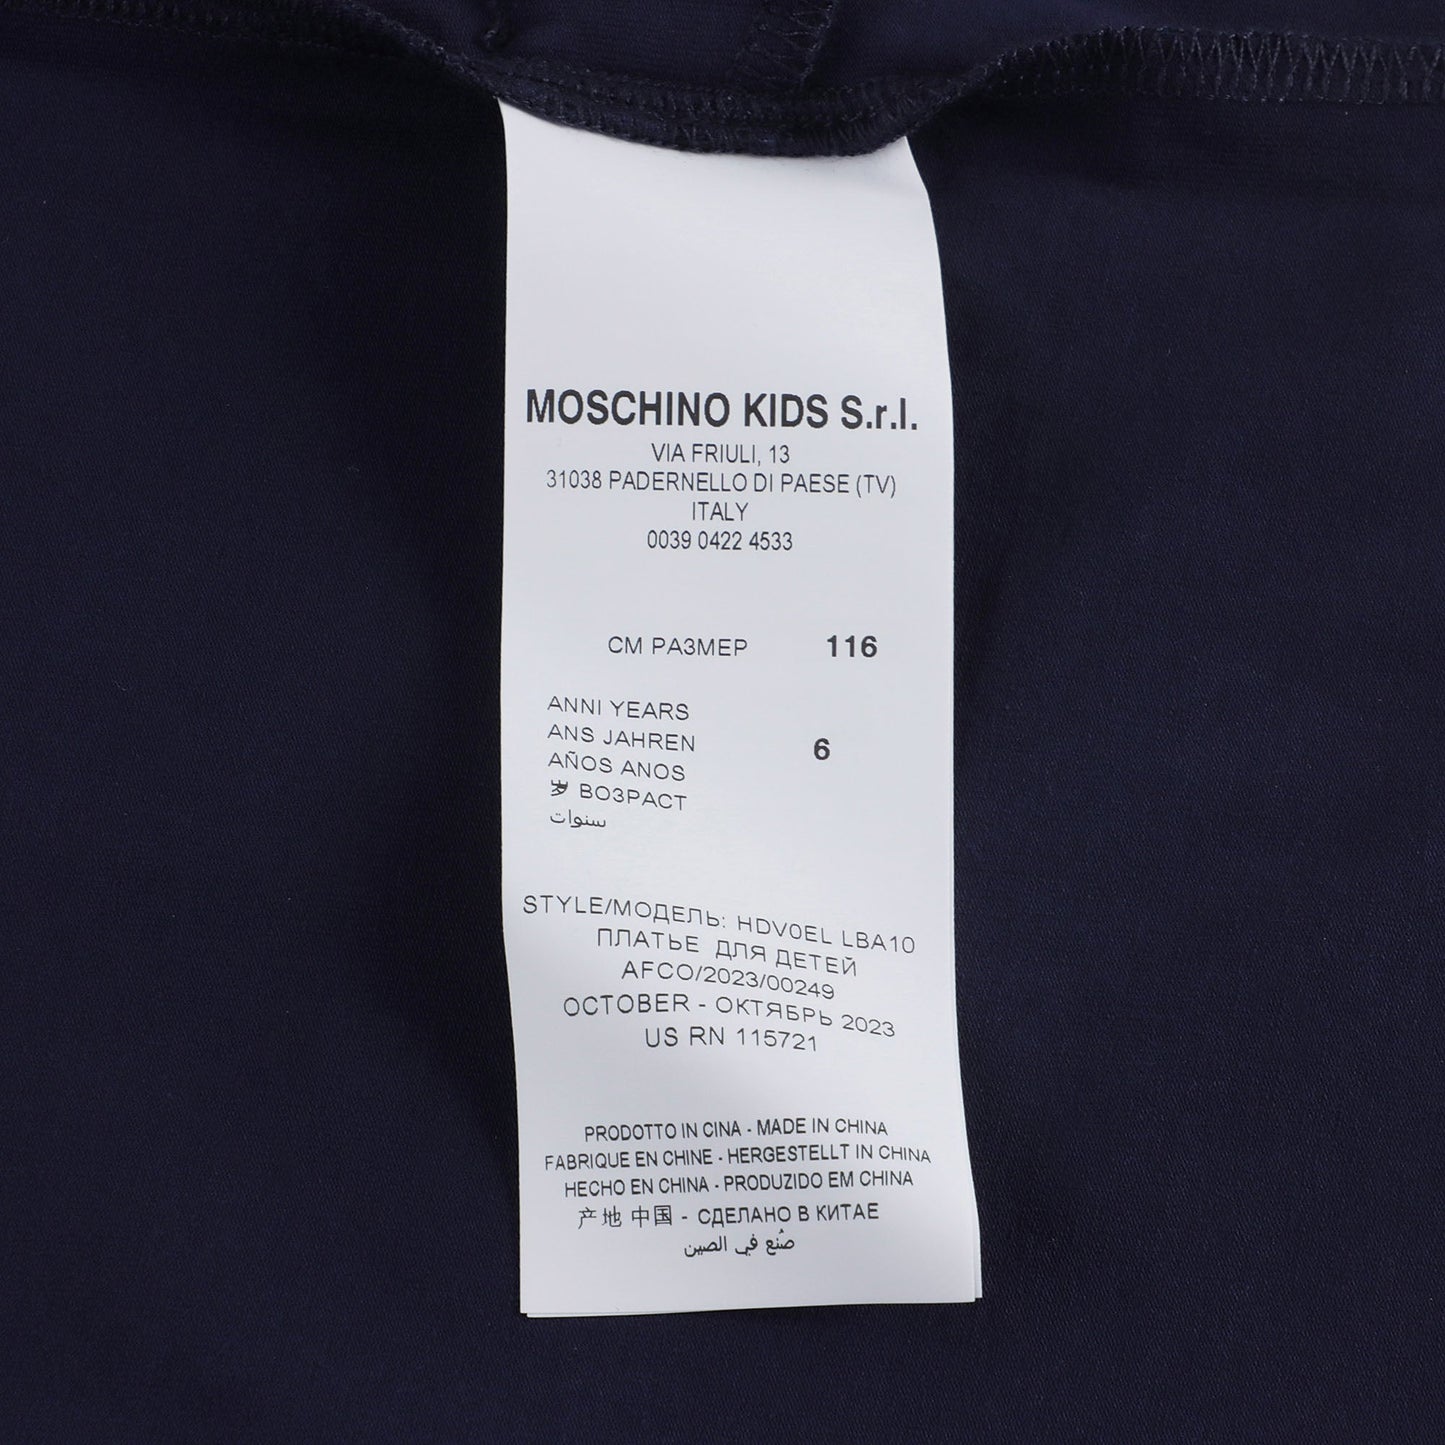 MOSCHINO KIDS S.r.l.
VIA FRIULI, 13
31038 PADERNELLO DI PAESE (TV)
ITALY
0039 0422 4533
CM РАЗМЕР 116
ANNI YEARS
ANS JAHREN 6
AÑOS ANOS
岁 ВОЗРАСТ
سنوات
STYLE/МОДЕЛЬ: HDV0EL LBA10
ПЛАТЬЕ ДЛЯ ДЕТЕЙ
AFCO/2023/00249
OCTOBER - ОКТЯБРЬ 2023
US RN 115721
PRODOTTO IN CINA - MADE IN CHINA
FABRIQUE EN CHINE - HERGESTELLT IN CHINA
HECHO EN CHINA - PRODUZIDO EM CHINA
产地 中国 - СДЕЛАНО В КИТАЕ
صُنع في الصين